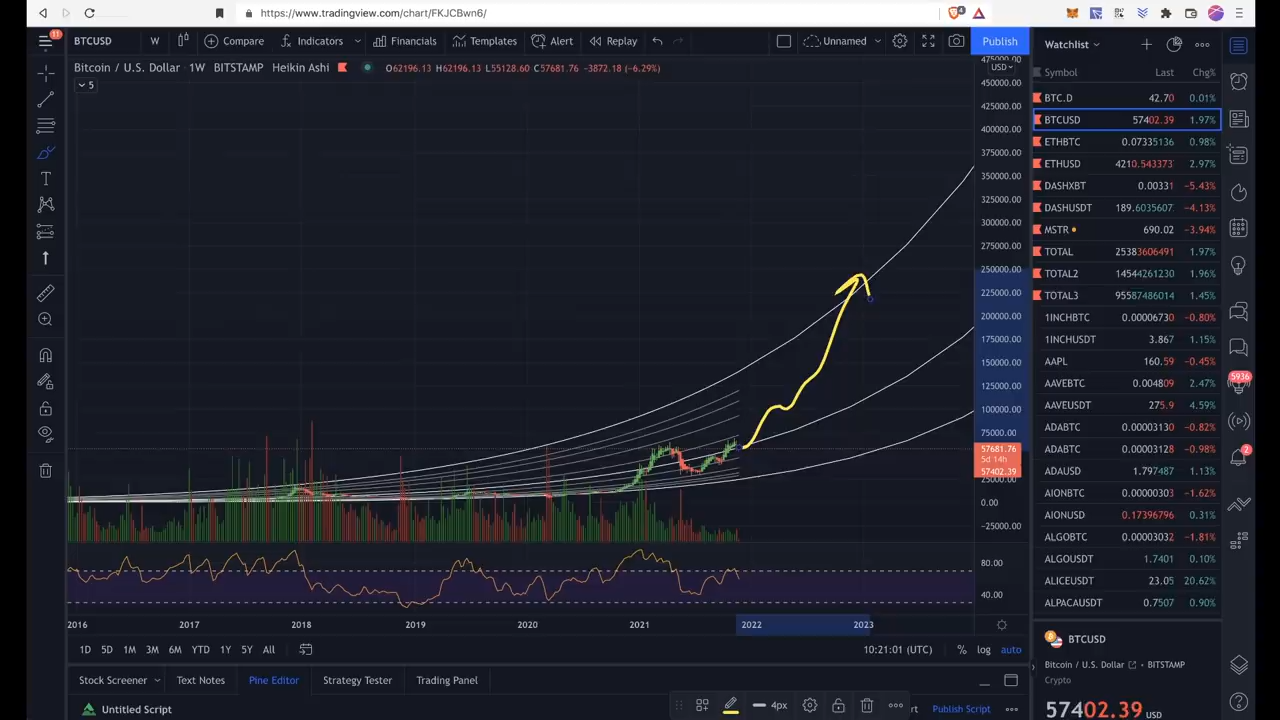 https://www.tradingview.com/chart/FKJCBwn6/
4
11
BTCUSD W Compare Indicators Financials Templates Alert Replay Unnamed Publish
Watchlist
Bitcoin / U.S. Dollar · 1W BITSTAMP Heikin Ashi O62196.13 H62196.13 L55128.60 C57681.76 −3872.18 (−6.29%)
USD
5
475000.00
450000.00
425000.00
400000.00
375000.00
350000.00
325000.00
300000.00
275000.00
250000.00
225000.00
200000.00
175000.00
150000.00
125000.00
100000.00
75000.00
57681.76
5d 14h
57402.39
25000.00
0.00
−25000.00
80.00
40.00
2016 2017 2018 2019 2020 2021 2022 2023
1D 5D 1M 3M 6M YTD 1Y 5Y All
10:21:01 (UTC) % log auto
Stock Screener Text Notes Pine Editor Strategy Tester Trading Panel
Untitled Script
4px
rt Publish Script
Symbol Last Chg%
BTC.D 42.70 0.01%
BTCUSD 57402.39 1.97%
ETHBTC 0.07335136 0.98%
ETHUSD 4210.543373 2.97%
DASHXBT 0.00331 −5.43%
DASHUSDT 189.6035607 −4.13%
MSTR 690.02 −3.94%
TOTAL 25383606491 1.97%
TOTAL2 14544261230 1.96%
TOTAL3 95587486014 1.45%
1INCHBTC 0.00006730 −0.80%
1INCHUSDT 3.867 1.15%
AAPL 160.59 −0.45%
AAVEBTC 0.004809 2.47%
AAVEUSDT 275.9 4.59%
ADABTC 0.00003130 −0.82%
ADABTC 0.00003128 −0.98%
ADAUSD 1.797487 1.13%
AIONBTC 0.00000303 −1.62%
AIONUSD 0.17396796 0.31%
ALGOBTC 0.00003032 −1.81%
ALGOUSDT 1.7401 0.10%
ALICEUSDT 23.05 20.62%
ALPACAUSDT 0.7507 0.90%
BTCUSD
Bitcoin / U.S. Dollar · BITSTAMP
Crypto
57402.39 USD
5936
2